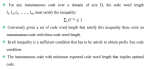 For any instantaneous code over a domain of size D, the code word length
l₁, l₂, l₃, ........, lₘ must satisfy the inequality
∑ D^-li ≤ 1
Conversely given a set of code word length that satisfy this inequality there exist an
instantaneous code with these code word length.
Kraft inequality is a sufficient condition that has to be satisfy to obtain prefix free code
condition.
The instantaneous code with minimum expected code word length that implies optimal
code.